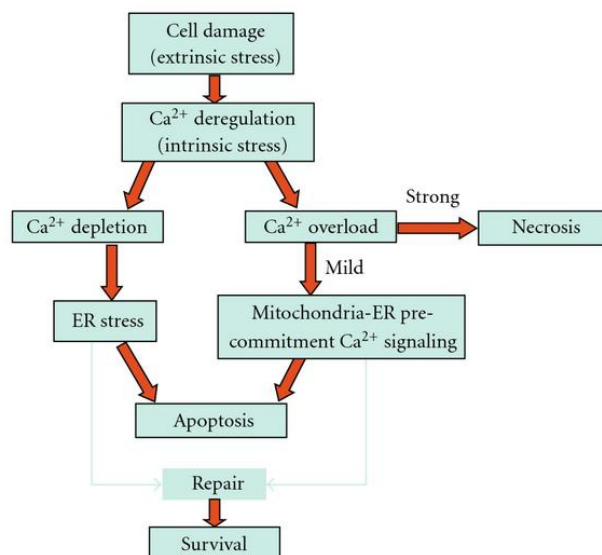 Cell damage
(extrinsic stress)
Ca²⁺ deregulation
(intrinsic stress)
Strong
Ca²⁺ depletion
Ca²⁺ overload
Necrosis
Mild
ER stress
Mitochondria-ER pre-
commitment Ca²⁺ signaling
Apoptosis
Repair
Survival